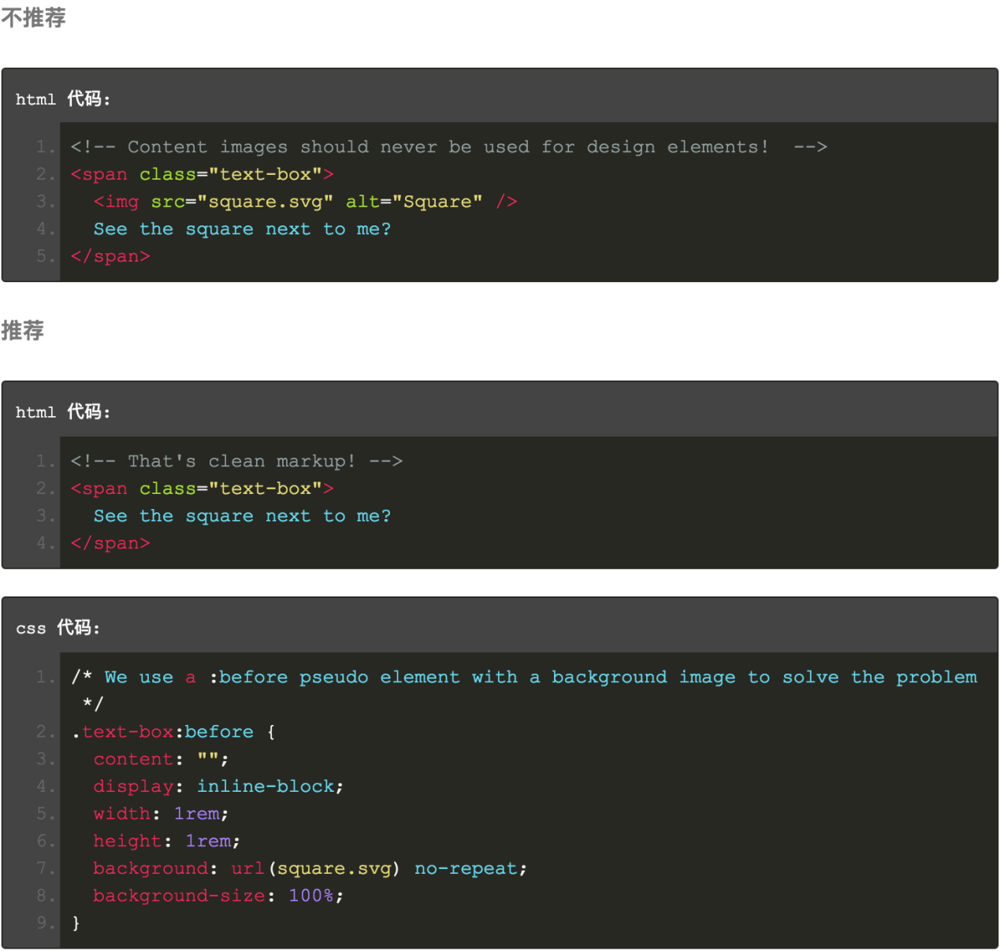 不推荐
html 代码:
1. <!-- Content images should never be used for design elements!  -->
2. <span class="text-box">
3.   <img src="square.svg" alt="Square" />
4.   See the square next to me?
5. </span>
推荐
html 代码:
1. <!-- That's clean markup! -->
2. <span class="text-box">
3.   See the square next to me?
4. </span>
css 代码:
1. /* We use a :before pseudo element with a background image to solve the problem
 */
2. .text-box:before {
3.   content: "";
4.   display: inline-block;
5.   width: 1rem;
6.   height: 1rem;
7.   background: url(square.svg) no-repeat;
8.   background-size: 100%;
9. }